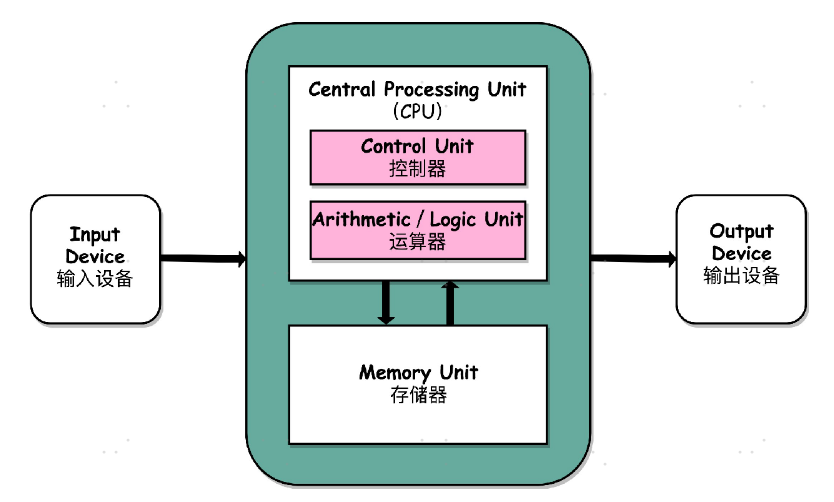 Central Processing Unit
(CPU)
Control Unit
控制器
Arithmetic / Logic Unit
运算器
Input
Device
输入设备
Output
Device
输出设备
Memory Unit
存储器